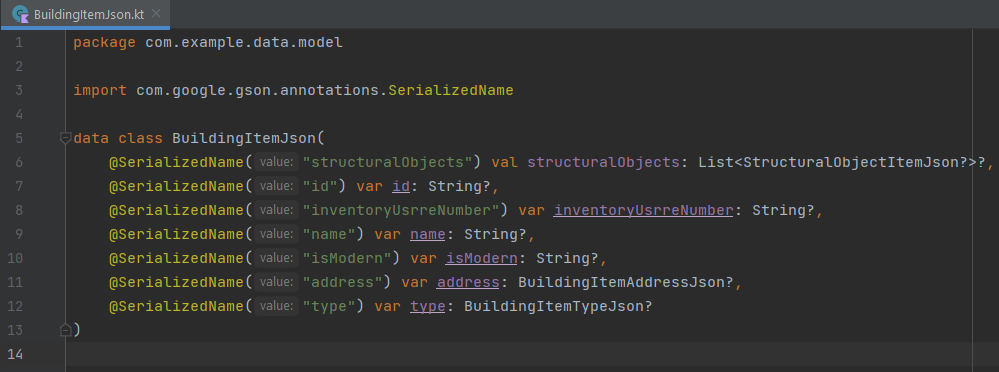 BuildingItemJson.kt
1 package com.example.data.model
2
3 import com.google.gson.annotations.SerializedName
4
5 data class BuildingItemJson(
6 @SerializedName( value: "structuralObjects") val structuralObjects: List<StructuralObjectItemJson?>?,
7 @SerializedName( value: "id") var id: String?,
8 @SerializedName( value: "inventoryUsrreNumber") var inventoryUsrreNumber: String?,
9 @SerializedName( value: "name") var name: String?,
10 @SerializedName( value: "isModern") var isModern: String?,
11 @SerializedName( value: "address") var address: BuildingItemAddressJson?,
12 @SerializedName( value: "type") var type: BuildingItemTypeJson?
13 )
14